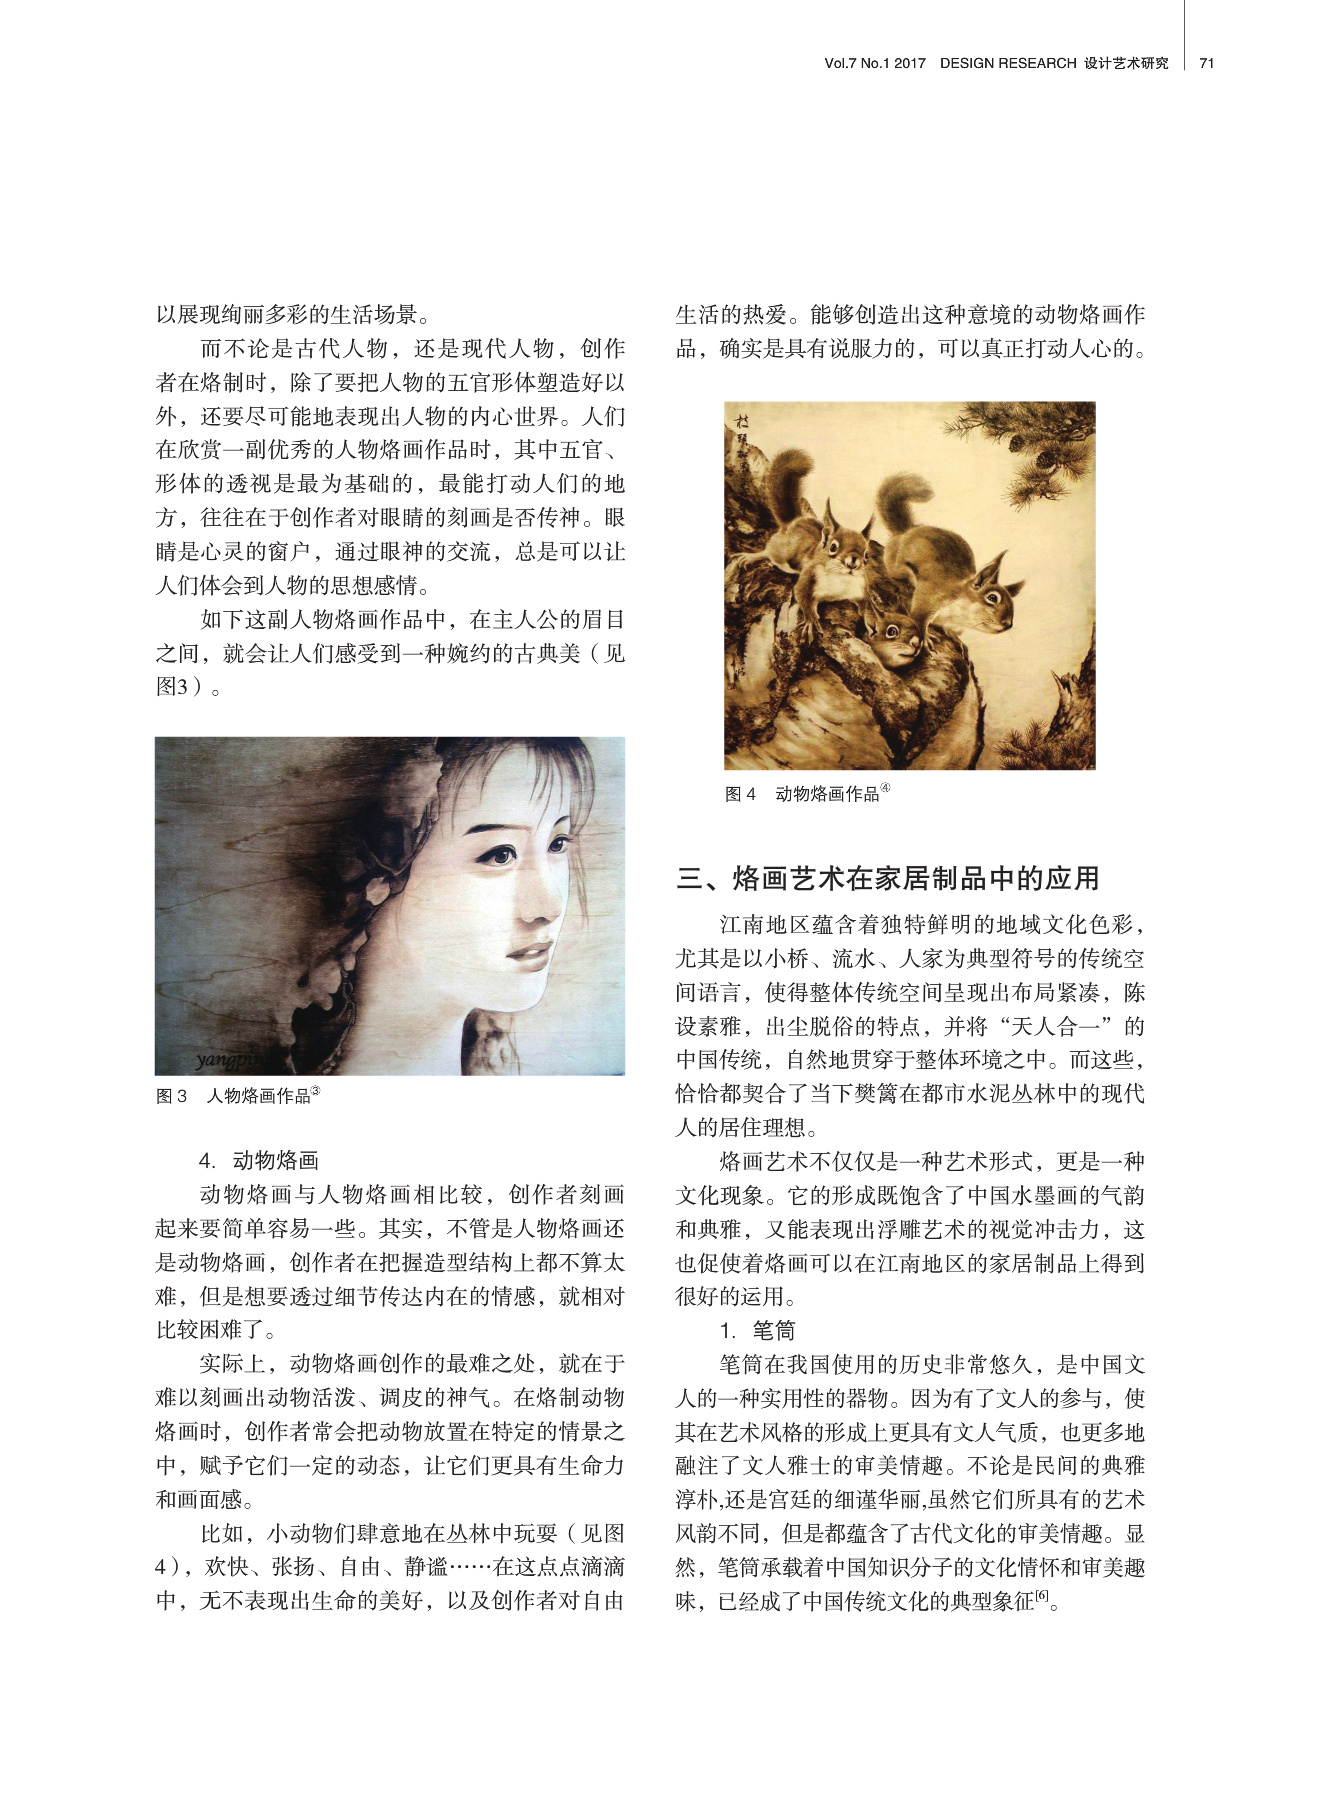 Vol.7 No.1 2017 DESIGN RESEARCH 设计艺术研究 71
以展现绚丽多彩的生活场景。
而不论是古代人物，还是现代人物，创作
者在烙制时，除了要把人物的五官形体塑造好以
外，还要尽可能地表现出人物的内心世界。人们
在欣赏一副优秀的人物烙画作品时，其中五官、
形体的透视是最为基础的，最能打动人们的地
方，往往在于创作者对眼睛的刻画是否传神。眼
睛是心灵的窗户，通过眼神的交流，总是可以让
人们体会到人物的思想感情。
如下这副人物烙画作品中，在主人公的眉目
之间，就会让人们感受到一种婉约的古典美（见
图3）。
yangpin
图 3 人物烙画作品③
4. 动物烙画
动物烙画与人物烙画相比较，创作者刻画
起来要简单容易一些。其实，不管是人物烙画还
是动物烙画，创作者在把握造型结构上都不算太
难，但是想要透过细节传达内在的情感，就相对
比较困难了。
实际上，动物烙画创作的最难之处，就在于
难以刻画出动物活泼、调皮的神气。在烙制动物
烙画时，创作者常会把动物放置在特定的情景之
中，赋予它们一定的动态，让它们更具有生命力
和画面感。
比如，小动物们肆意地在丛林中玩耍（见图
4），欢快、张扬、自由、静谧……在这点点滴滴
中，无不表现出生命的美好，以及创作者对自由
生活的热爱。能够创造出这种意境的动物烙画作
品，确实是具有说服力的，可以真正打动人心的。
图 4 动物烙画作品④
三、烙画艺术在家居制品中的应用
江南地区蕴含着独特鲜明的地域文化色彩，
尤其是以小桥、流水、人家为典型符号的传统空
间语言，使得整体传统空间呈现出布局紧凑，陈
设素雅，出尘脱俗的特点，并将“天人合一”的
中国传统，自然地贯穿于整体环境之中。而这些，
恰恰都契合了当下樊篱在都市水泥丛林中的现代
人的居住理想。
烙画艺术不仅仅是一种艺术形式，更是一种
文化现象。它的形成既饱含了中国水墨画的气韵
和典雅，又能表现出浮雕艺术的视觉冲击力，这
也促使着烙画可以在江南地区的家居制品上得到
很好的运用。
1. 笔筒
笔筒在我国使用的历史非常悠久，是中国文
人的一种实用性的器物。因为有了文人的参与，使
其在艺术风格的形成上更具有文人气质，也更多地
融注了文人雅士的审美情趣。不论是民间的典雅
淳朴,还是宫廷的细谨华丽,虽然它们所具有的艺术
风韵不同，但是都蕴含了古代文化的审美情趣。显
然，笔筒承载着中国知识分子的文化情怀和审美趣
味，已经成了中国传统文化的典型象征[6]。